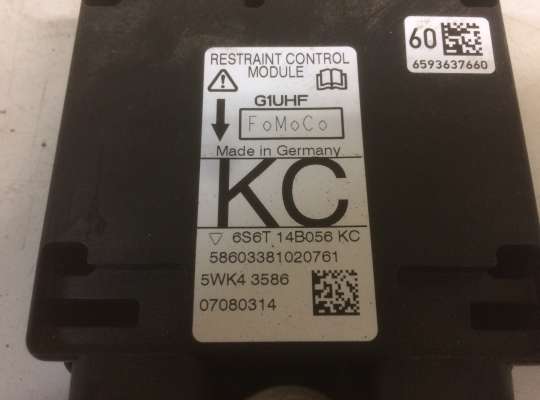 60
6593637660
RESTRAINT CONTROL
MODULE
G1UHF
FoMoCo
Made in Germany
KC
6S6T 14B056 KC
58603381020761
5WK4 3586
07080314